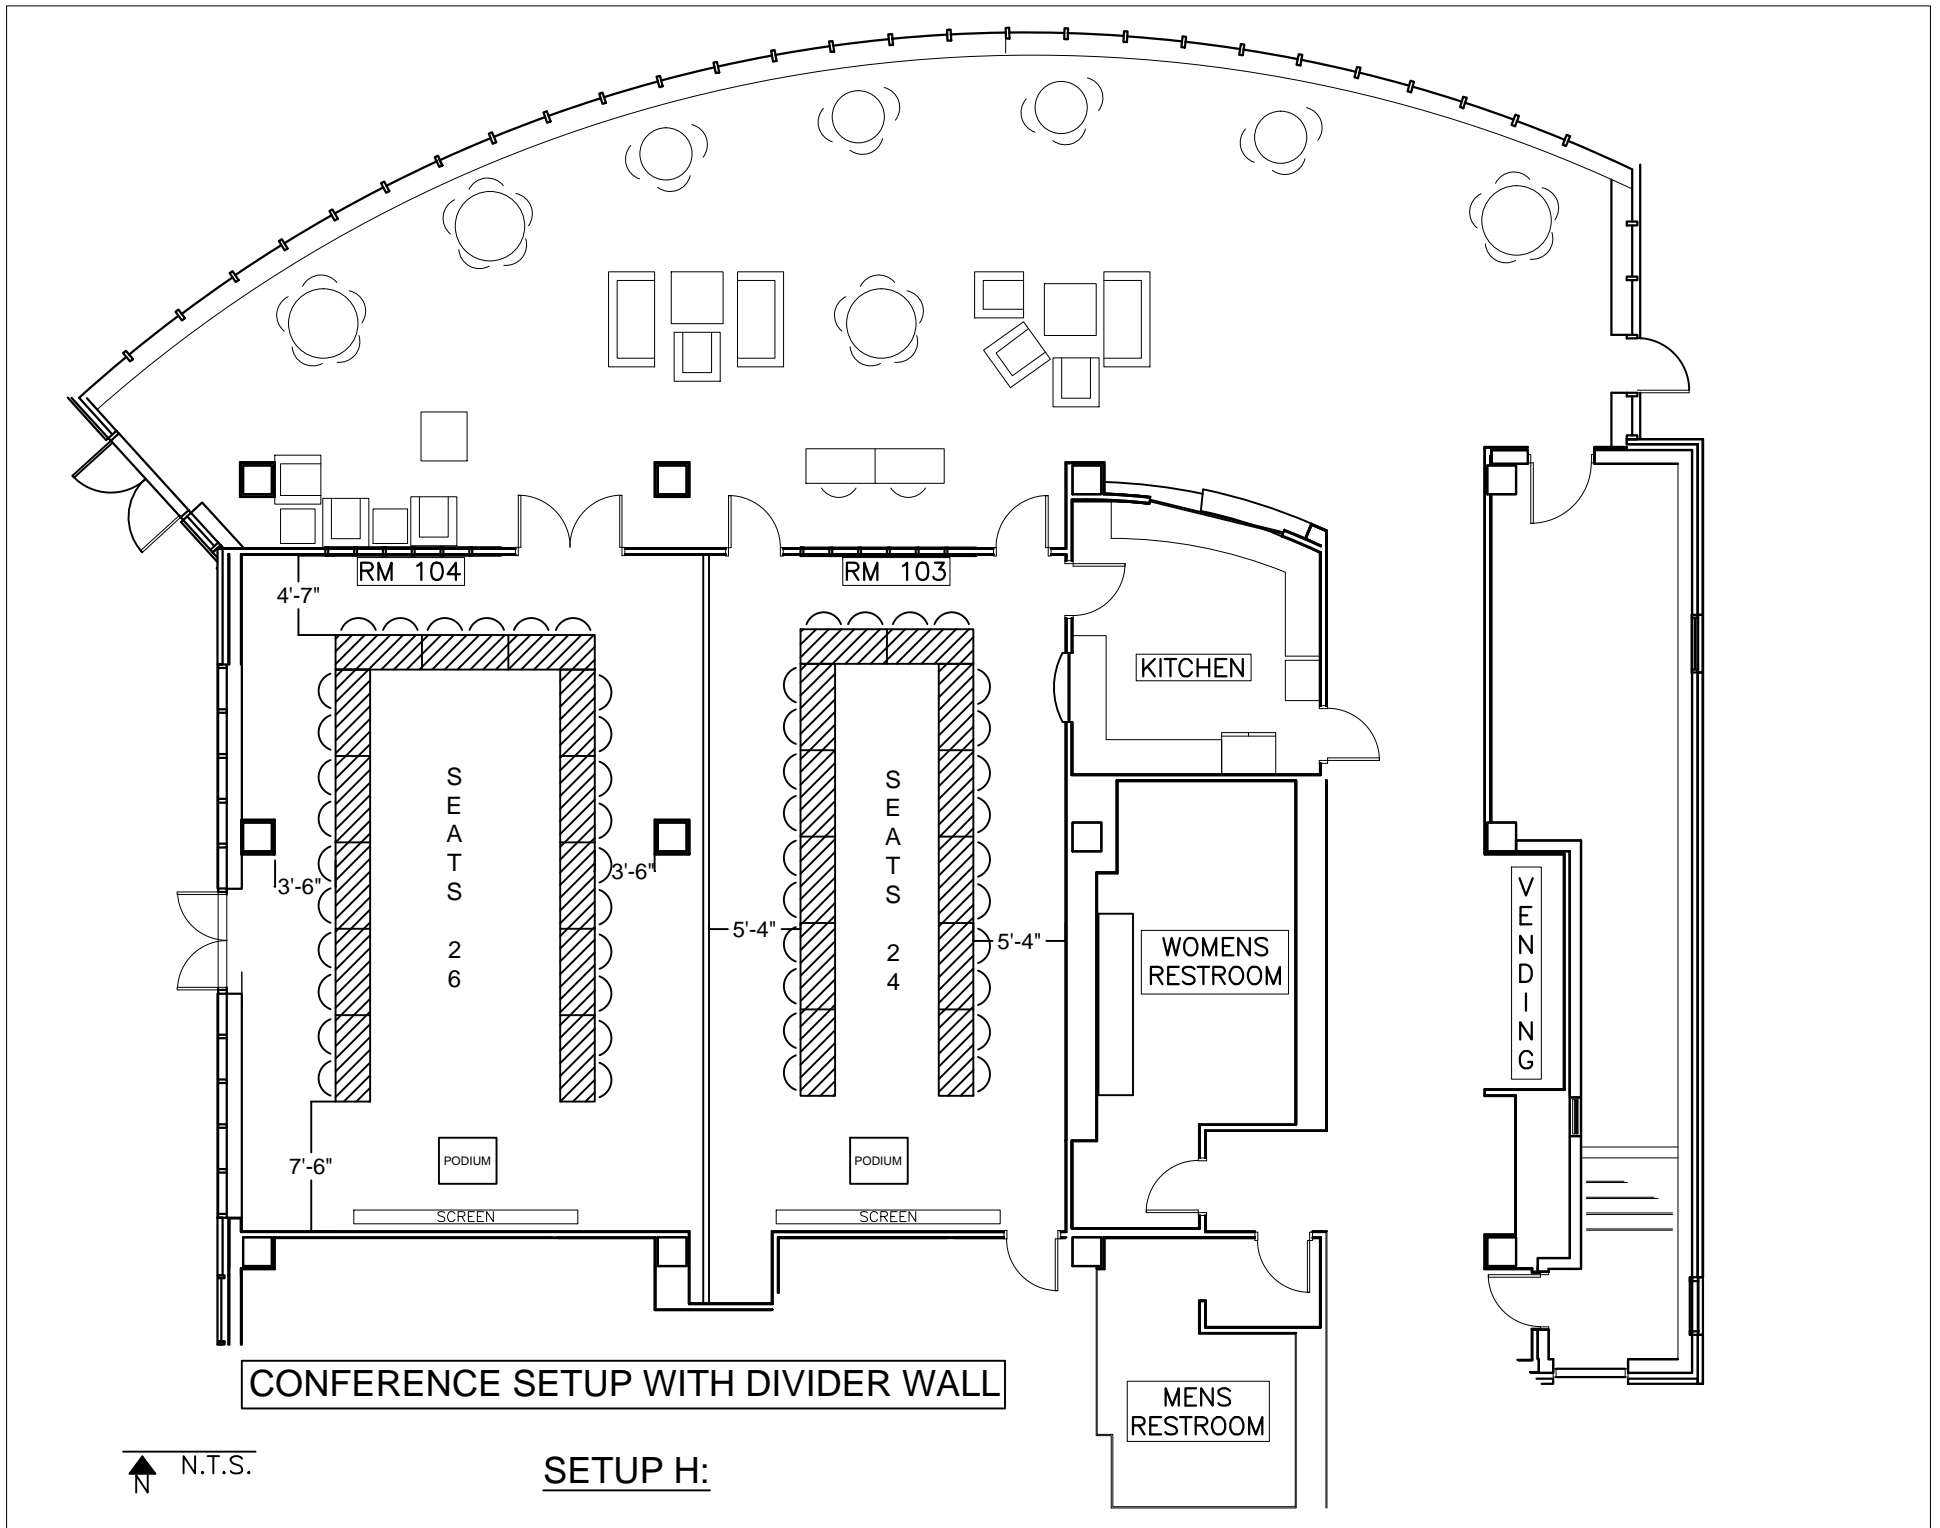 RM 104
RM 103
4'-7"
KITCHEN
S
E
A
T
S
2
6
S
E
A
T
S
2
4
3'-6"
3'-6"
5'-4"
5'-4"
V
E
N
D
I
N
G
WOMENS
RESTROOM
7'-6"
PODIUM
PODIUM
SCREEN
SCREEN
CONFERENCE SETUP WITH DIVIDER WALL
MENS
RESTROOM
N.T.S.
N
SETUP H: